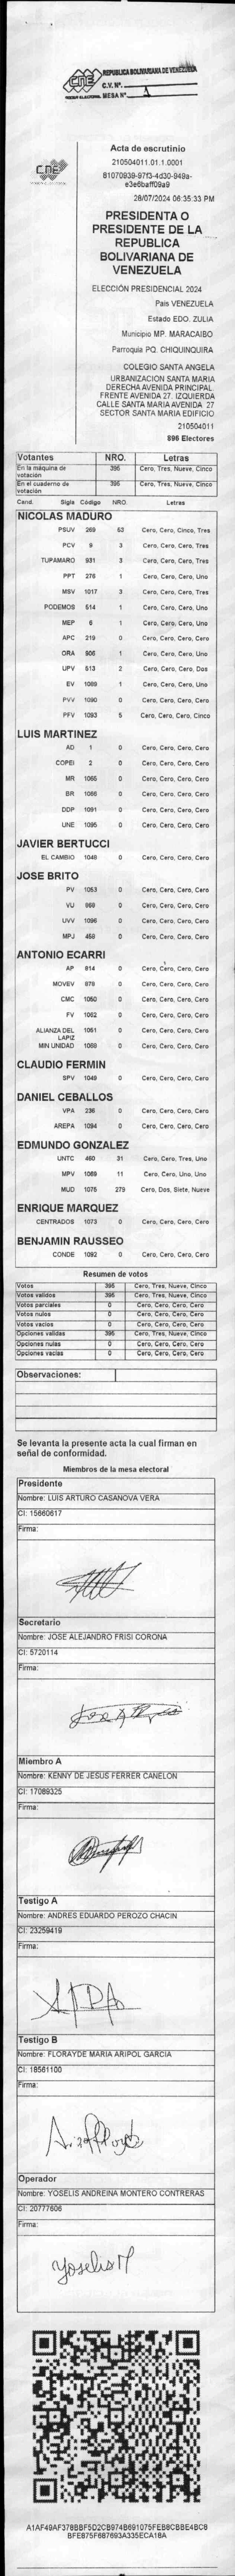 CNE
REPUBLICA BOLIVARIANA DE VENEZUELA
C.V. Nº.
MESA Nº. 1
CNE
Acta de escrutinio
210504011.01.1.0001
81070939-97f3-4d30-949a-
e3e6baff09a9
28/07/2024 06:35:33 PM
PRESIDENTA O
PRESIDENTE DE LA
REPUBLICA
BOLIVARIANA DE
VENEZUELA
ELECCIÓN PRESIDENCIAL 2024
Pais VENEZUELA
Estado EDO. ZULIA
Municipio MP. MARACAIBO
Parroquia PQ. CHIQUINQUIRA
COLEGIO SANTA ANGELA
URBANIZACION SANTA MARIA
DERECHA AVENIDA PRINCIPAL.
FRENTE AVENIDA 27. IZQUIERDA
CALLE SANTA MARIA AVENIDA 27
SECTOR SANTA MARIA EDIFICIO
210504011
896 Electores
Votantes NRO. Letras
En la máquina de votación 395 Cero, Tres, Nueve, Cinco
En el cuaderno de votación 395 Cero, Tres, Nueve, Cinco
Cand. Sigla Código NRO. Letras
NICOLAS MADURO
PSUV 269 53 Cero, Cero, Cinco, Tres
PCV 9 3 Cero, Cero, Cero, Tres
TUPAMARO 931 3 Cero, Cero, Cero, Tres
PPT 276 1 Cero, Cero, Cero, Uno
MSV 1017 3 Cero, Cero, Cero, Tres
PODEMOS 514 1 Cero, Cero, Cero, Uno
MEP 6 1 Cero, Cero, Cero, Uno
APC 219 0 Cero, Cero, Cero, Cero
ORA 906 1 Cero, Cero, Cero, Uno
UPV 513 2 Cero, Cero, Cero, Dos
EV 1089 1 Cero, Cero, Cero, Uno
PVV 1090 0 Cero, Cero, Cero, Cero
PFV 1093 5 Cero, Cero, Cero, Cinco
LUIS MARTINEZ
AD 1 0 Cero, Cero, Cero, Cero
COPEI 2 0 Cero, Cero, Cero, Cero
MR 1065 0 Cero, Cero, Cero, Cero
BR 1066 0 Cero, Cero, Cero, Cero
DDP 1091 0 Cero, Cero, Cero, Cero
UNE 1095 0 Cero, Cero, Cero, Cero
JAVIER BERTUCCI
EL CAMBIO 1048 0 Cero, Cero, Cero, Cero
JOSE BRITO
PV 1053 0 Cero, Cero, Cero, Cero
VU 968 0 Cero, Cero, Cero, Cero
UVV 1096 0 Cero, Cero, Cero, Cero
MPJ 458 0 Cero, Cero, Cero, Cero
ANTONIO ECARRI
AP 814 0 Cero, Cero, Cero, Cero
MOVEV 878 0 Cero, Cero, Cero, Cero
CMC 1050 0 Cero, Cero, Cero, Cero
FV 1062 0 Cero, Cero, Cero, Cero
ALIANZA DEL LAPIZ 1061 0 Cero, Cero, Cero, Cero
MIN UNIDAD 1069 0 Cero, Cero, Cero, Cero
CLAUDIO FERMIN
SPV 1049 0 Cero, Cero, Cero, Cero
DANIEL CEBALLOS
VPA 236 0 Cero, Cero, Cero, Cero
AREPA 1094 0 Cero, Cero, Cero, Cero
EDMUNDO GONZALEZ
UNTC 460 31 Cero, Cero, Tres, Uno
MPV 1069 11 Cero, Cero, Uno, Uno
MUD 1075 279 Cero, Dos, Siete, Nueve
ENRIQUE MARQUEZ
CENTRADOS 1073 0 Cero, Cero, Cero, Cero
BENJAMIN RAUSSEO
CONDE 1092 0 Cero, Cero, Cero, Cero
Resumen de votos
Votos 395 Cero, Tres, Nueve, Cinco
Votos validos 395 Cero, Tres, Nueve, Cinco
Votos parciales 0 Cero, Cero, Cero, Cero
Votos nulos 0 Cero, Cero, Cero, Cero
Votos vacios 0 Cero, Cero, Cero, Cero
Opciones validas 395 Cero, Tres, Nueve, Cinco
Opciones nulas 0 Cero, Cero, Cero, Cero
Opciones vacias 0 Cero, Cero, Cero, Cero
Observaciones:
Se levanta la presente acta la cual firman en
señal de conformidad.
Miembros de la mesa electoral
Presidente
Nombre: LUIS ARTURO CASANOVA VERA
CI: 15660617
Firma:
Secretario
Nombre: JOSE ALEJANDRO FRISI CORONA
CI: 5720114
Firma:
Miembro A
Nombre: KENNY DE JESUS FERRER CANELON
CI: 17089325
Firma:
Testigo A
Nombre: ANDRES EDUARDO PEROZO CHACIN
CI: 23259419
Firma:
Testigo B
Nombre: FLORAYDE MARIA ARIPOL GARCIA
CI: 18561100
Firma:
Operador
Nombre: YOSELIS ANDREINA MONTERO CONTRERAS
CI: 20777606
Firma:
Yoselis M
A1AF49AF378BBF5D2CB974B691075FEB8CBBE4BC8
BFE875F687693A335ECA18A